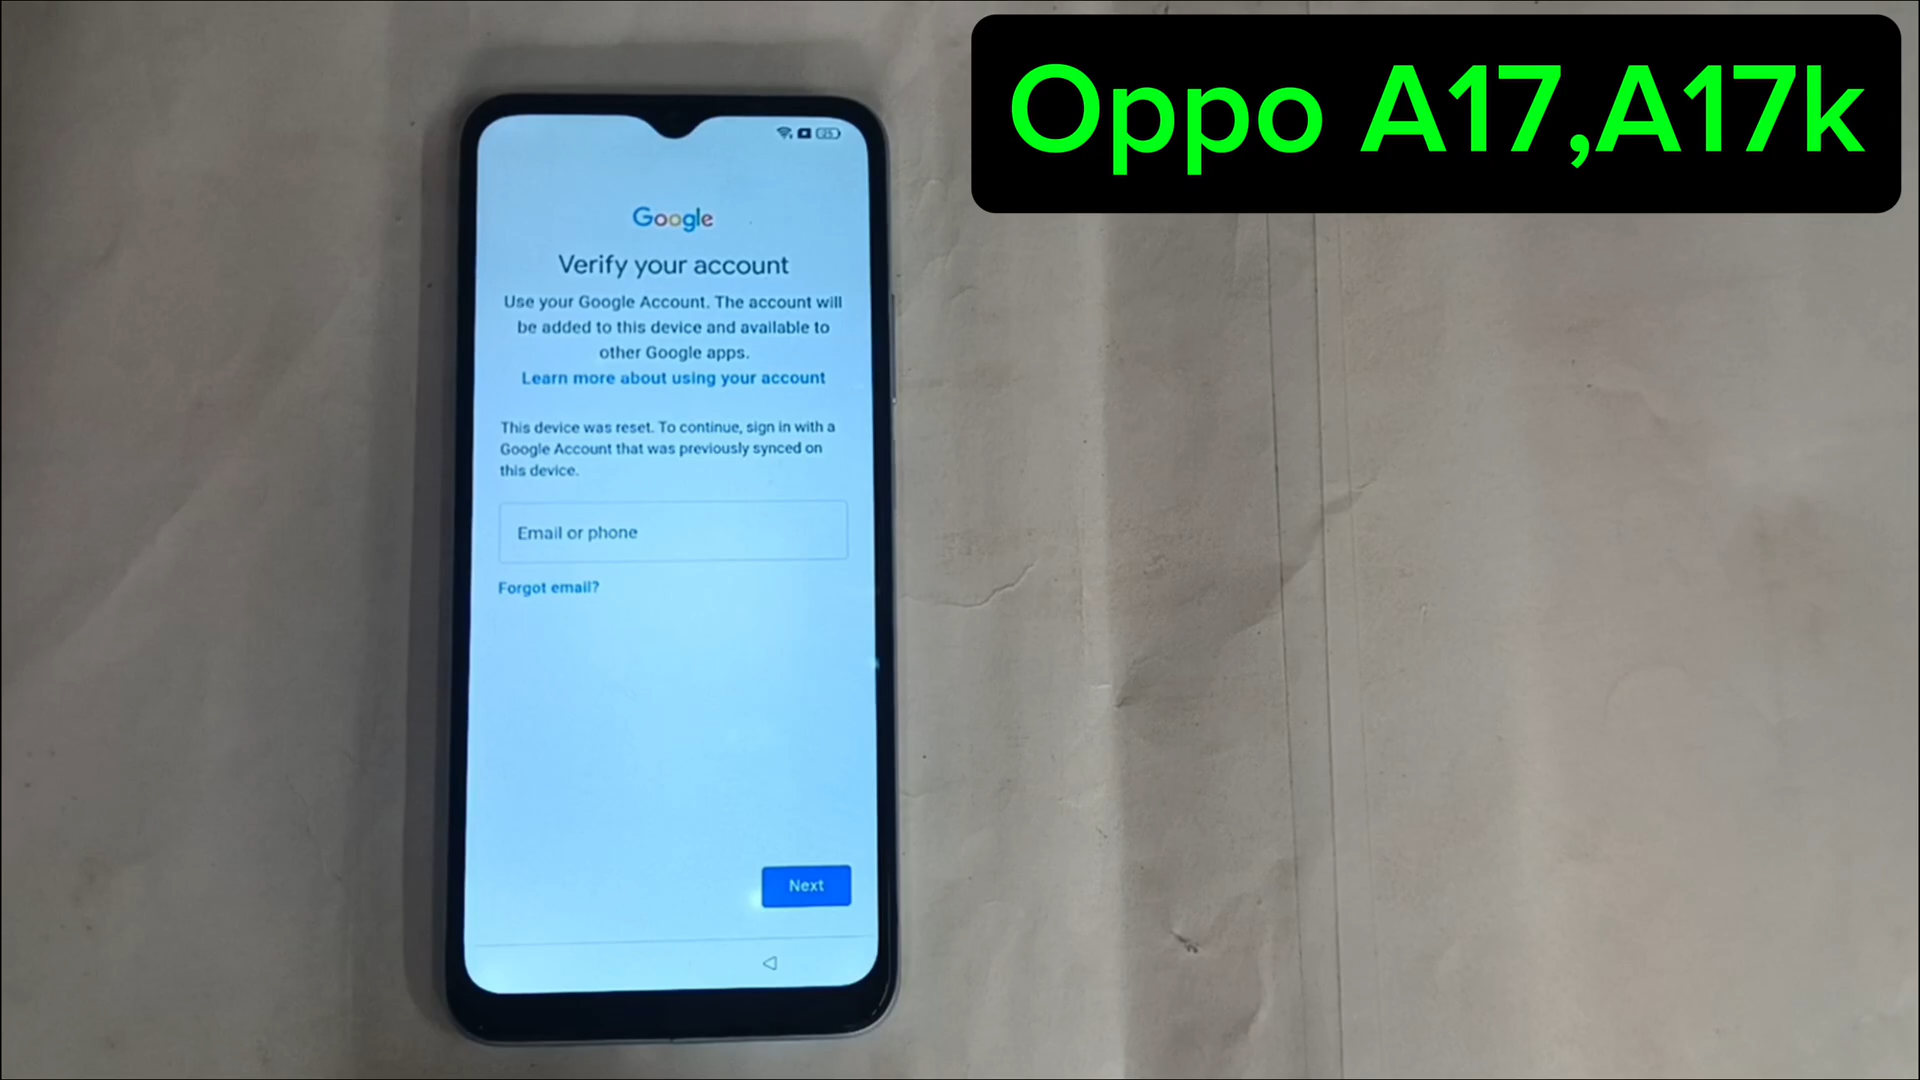 Oppo A17,A17k
Google
Verify your account
Use your Google Account. The account will
be added to this device and available to
other Google apps.
Learn more about using your account
This device was reset. To continue, sign in with a
Google Account that was previously synced on
this device.
Email or phone
Forgot email?
Next